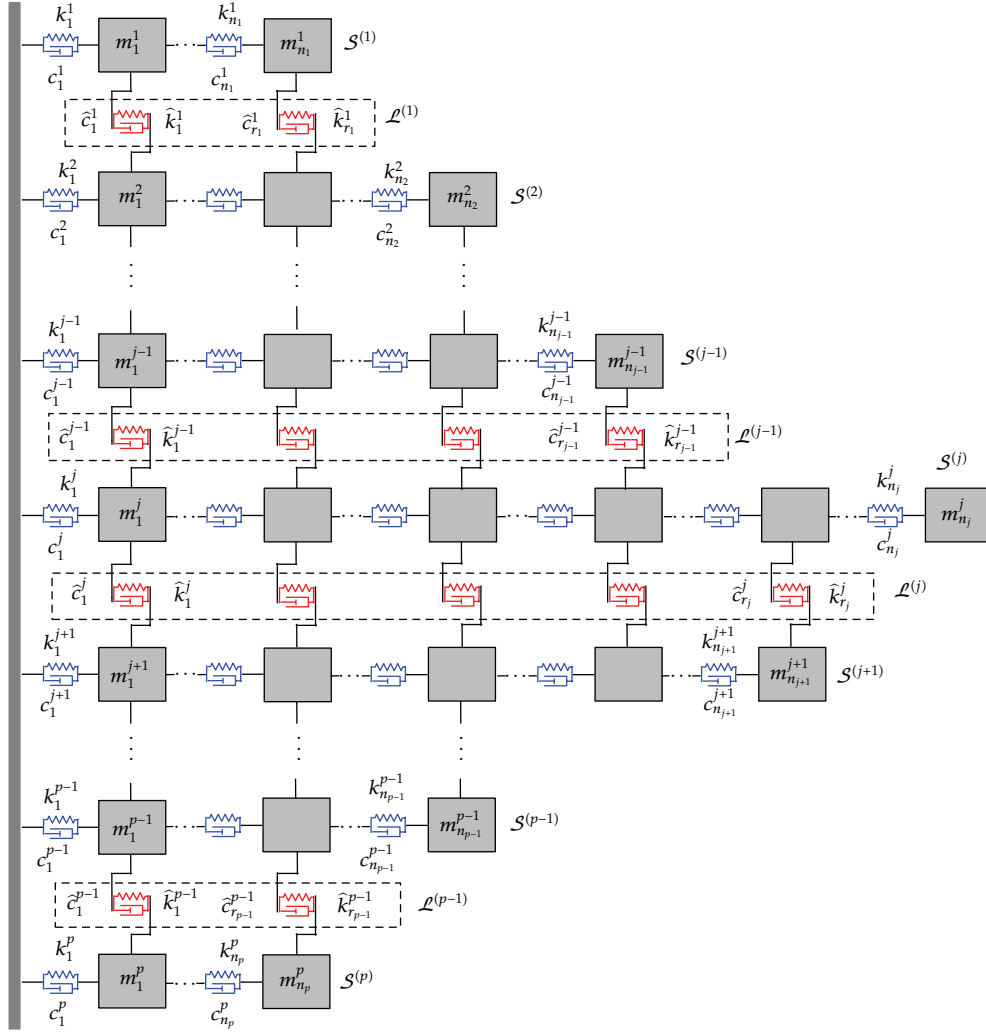 k_1^1 k_{n_1}^1
m_1^1 ··· m_{n_1}^1 𝒮^{(1)}
c_1^1 c_{n_1}^1
ĉ_1^1 k̂_1^1 ĉ_{r_1}^1 k̂_{r_1}^1 ℒ^{(1)}
k_1^2 k_{n_2}^2
m_1^2 ··· ··· m_{n_2}^2 𝒮^{(2)}
c_1^2 c_{n_2}^2
⋮ ⋮ ⋮
k_1^{j-1} k_{n_{j-1}}^{j-1}
m_1^{j-1} ··· ··· ··· m_{n_{j-1}}^{j-1} 𝒮^{(j-1)}
c_1^{j-1} c_{n_{j-1}}^{j-1}
ĉ_1^{j-1} k̂_1^{j-1} ĉ_{r_{j-1}}^{j-1} k̂_{r_{j-1}}^{j-1} ℒ^{(j-1)}
k_1^j k_{n_j}^j 𝒮^{(j)}
m_1^j ··· ··· ··· ··· ··· m_{n_j}^j
c_1^j c_{n_j}^j
ĉ_1^j k̂_1^j ĉ_{r_j}^j k̂_{r_j}^j ℒ^{(j)}
k_1^{j+1} k_{n_{j+1}}^{j+1}
m_1^{j+1} ··· ··· ··· ··· m_{n_{j+1}}^{j+1} 𝒮^{(j+1)}
c_1^{j+1} c_{n_{j+1}}^{j+1}
⋮ ⋮ ⋮
k_1^{p-1} k_{n_{p-1}}^{p-1}
m_1^{p-1} ··· ··· m_{n_{p-1}}^{p-1} 𝒮^{(p-1)}
c_1^{p-1} c_{n_{p-1}}^{p-1}
ĉ_1^{p-1} k̂_1^{p-1} ĉ_{r_{p-1}}^{p-1} k̂_{r_{p-1}}^{p-1} ℒ^{(p-1)}
k_1^p k_{n_p}^p
m_1^p ··· m_{n_p}^p 𝒮^{(p)}
c_1^p c_{n_p}^p